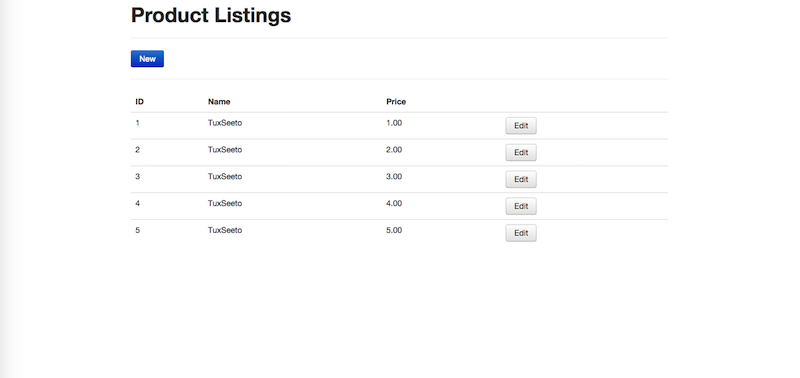 Product Listings
New
ID Name Price
1 TuxSeeto 1.00 Edit
2 TuxSeeto 2.00 Edit
3 TuxSeeto 3.00 Edit
4 TuxSeeto 4.00 Edit
5 TuxSeeto 5.00 Edit